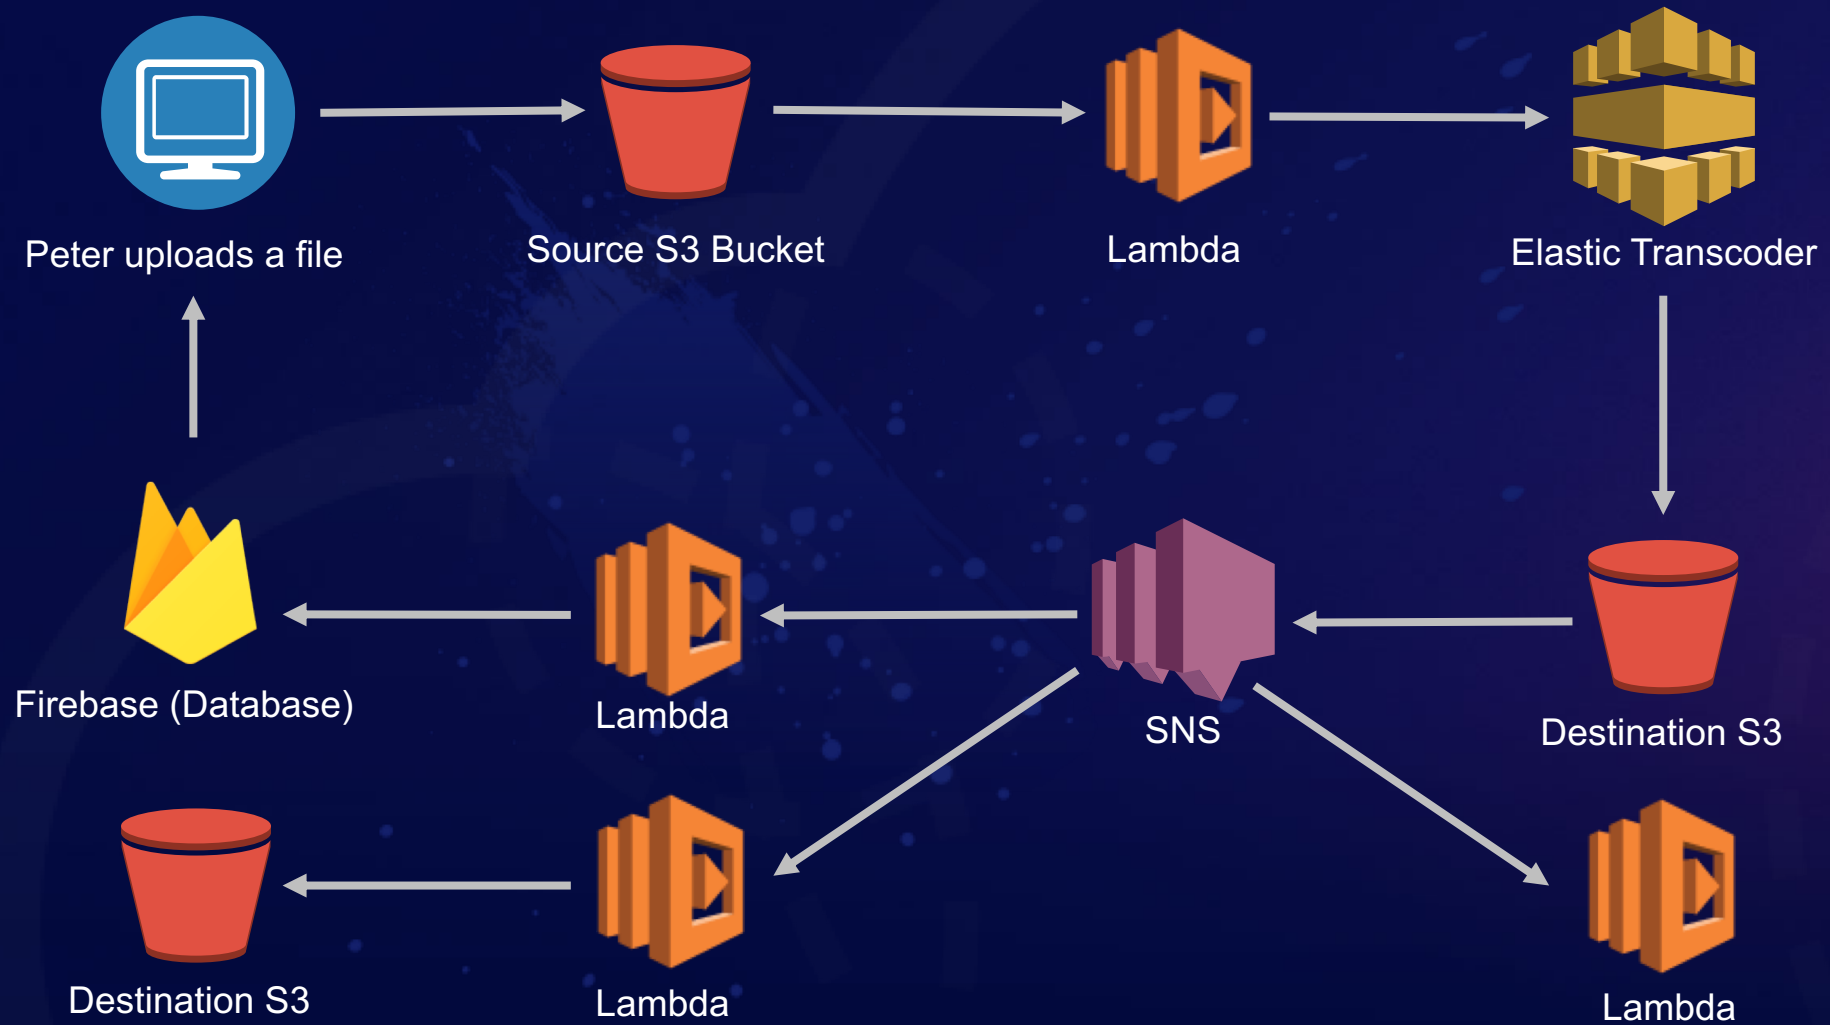 Peter uploads a file
Source S3 Bucket
Lambda
Elastic Transcoder
Firebase (Database)
Lambda
SNS
Destination S3
Destination S3
Lambda
Lambda